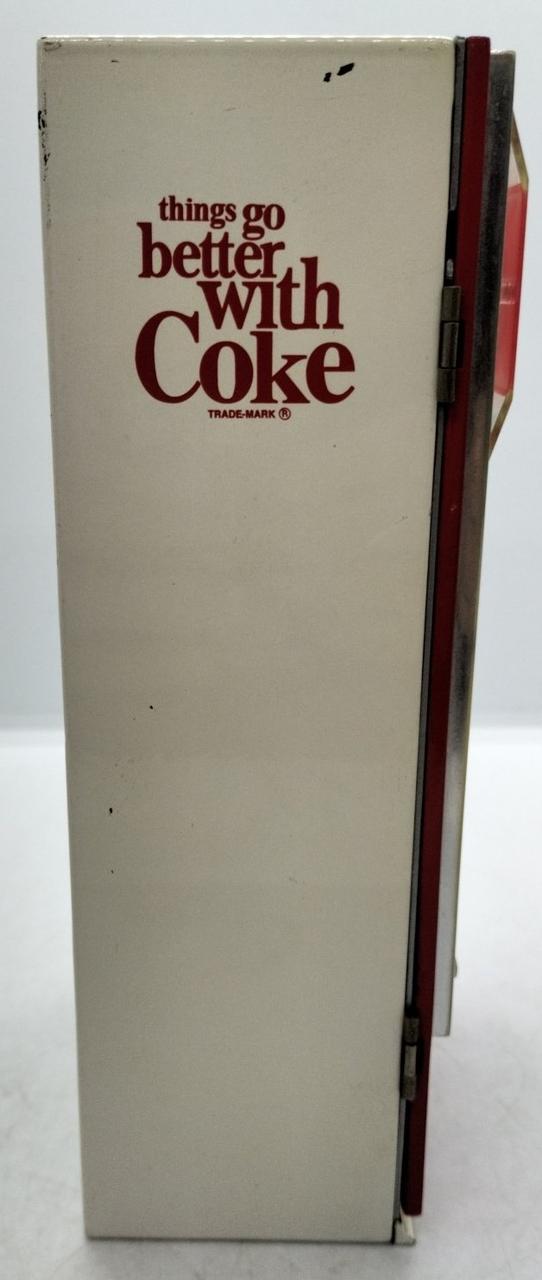 things go
better
with
Coke
TRADE-MARK ®